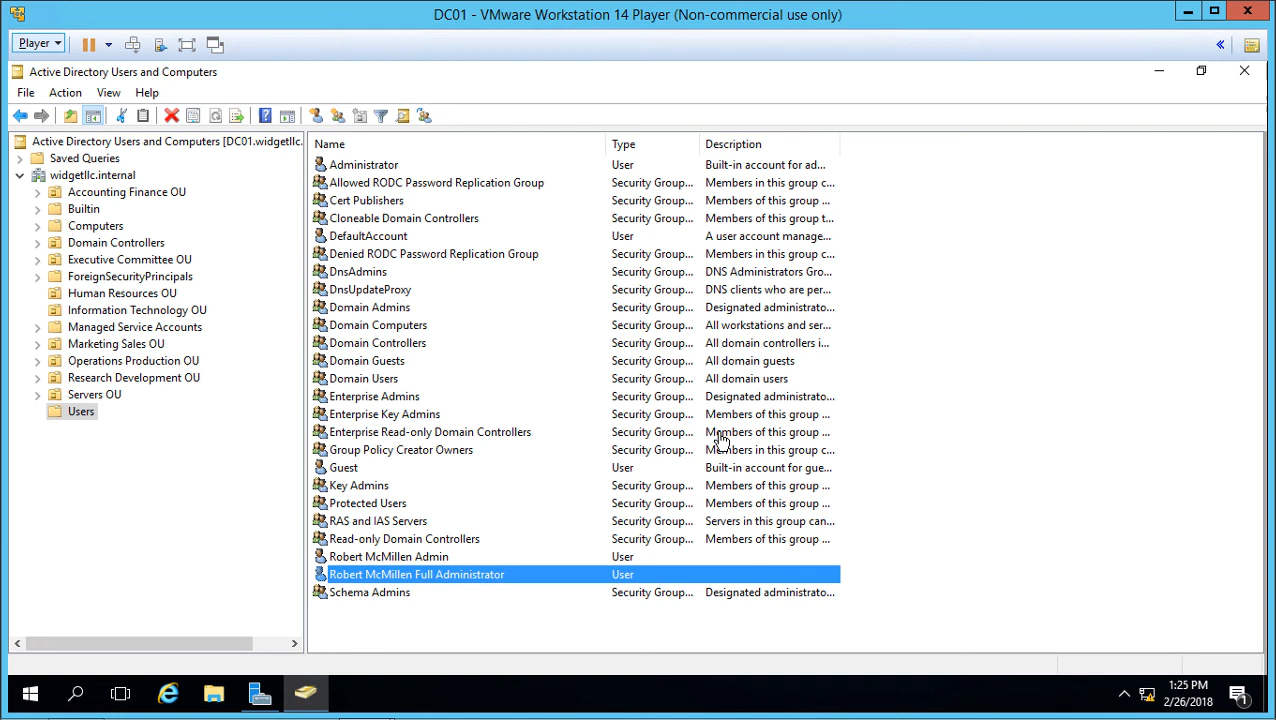 DC01 - VMware Workstation 14 Player (Non-commercial use only)
Player
Active Directory Users and Computers
File Action View Help
Active Directory Users and Computers [DC01.widgetllc.
Saved Queries
widgetllc.internal
Accounting Finance OU
Builtin
Computers
Domain Controllers
Executive Committee OU
ForeignSecurityPrincipals
Human Resources OU
Information Technology OU
Managed Service Accounts
Marketing Sales OU
Operations Production OU
Research Development OU
Servers OU
Users
Name Type Description
Administrator User Built-in account for ad...
Allowed RODC Password Replication Group Security Group... Members in this group c...
Cert Publishers Security Group... Members of this group ...
Cloneable Domain Controllers Security Group... Members of this group t...
DefaultAccount User A user account manage...
Denied RODC Password Replication Group Security Group... Members in this group c...
DnsAdmins Security Group... DNS Administrators Gro...
DnsUpdateProxy Security Group... DNS clients who are per...
Domain Admins Security Group... Designated administrato...
Domain Computers Security Group... All workstations and ser...
Domain Controllers Security Group... All domain controllers i...
Domain Guests Security Group... All domain guests
Domain Users Security Group... All domain users
Enterprise Admins Security Group... Designated administrato...
Enterprise Key Admins Security Group... Members of this group ...
Enterprise Read-only Domain Controllers Security Group... Members of this group ...
Group Policy Creator Owners Security Group... Members in this group c...
Guest User Built-in account for gue...
Key Admins Security Group... Members of this group ...
Protected Users Security Group... Members of this group ...
RAS and IAS Servers Security Group... Servers in this group can...
Read-only Domain Controllers Security Group... Members of this group ...
Robert McMillen Admin User
Robert McMillen Full Administrator User
Schema Admins Security Group... Designated administrato...
1:25 PM
2/26/2018
1